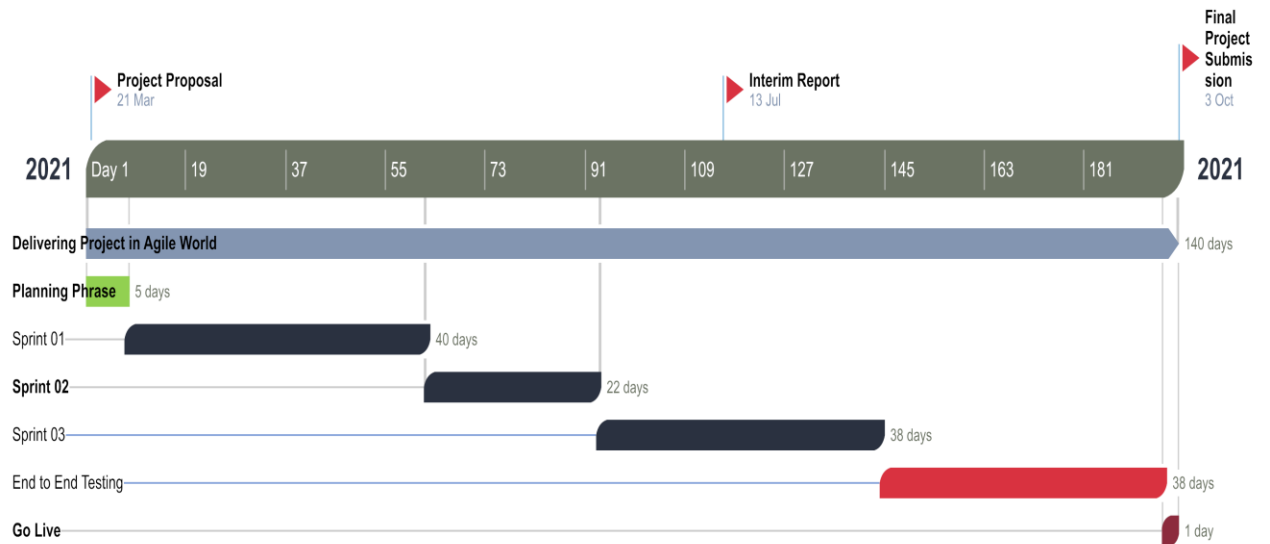 Final
Project
Submis
sion
3 Oct
Project Proposal
21 Mar
Interim Report
13 Jul
2021 Day 1 19 37 55 73 91 109 127 145 163 181 2021
Delivering Project in Agile World 140 days
Planning Phrase 5 days
Sprint 01 40 days
Sprint 02 22 days
Sprint 03 38 days
End to End Testing 38 days
Go Live 1 day